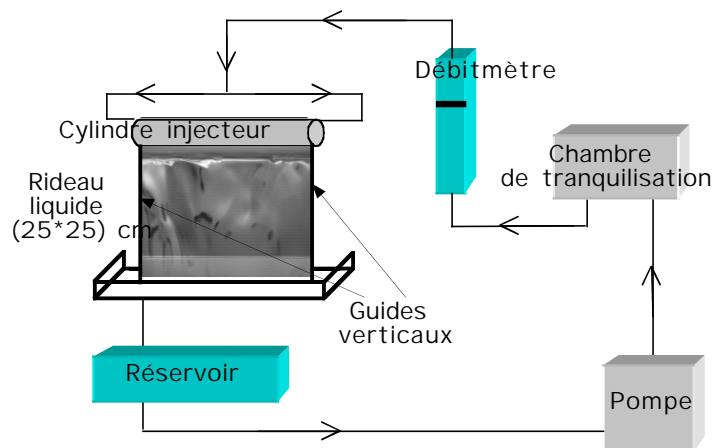 Débitmètre
Cylindre injecteur
Chambre
de tranquilisation
Rideau
liquide
(25*25) cm
Guides
verticaux
Réservoir
Pompe